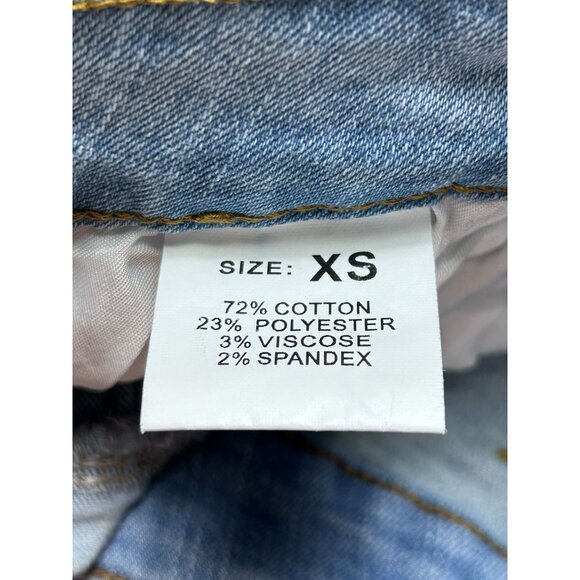 SIZE: XS
72% COTTON
23% POLYESTER
3% VISCOSE
2% SPANDEX